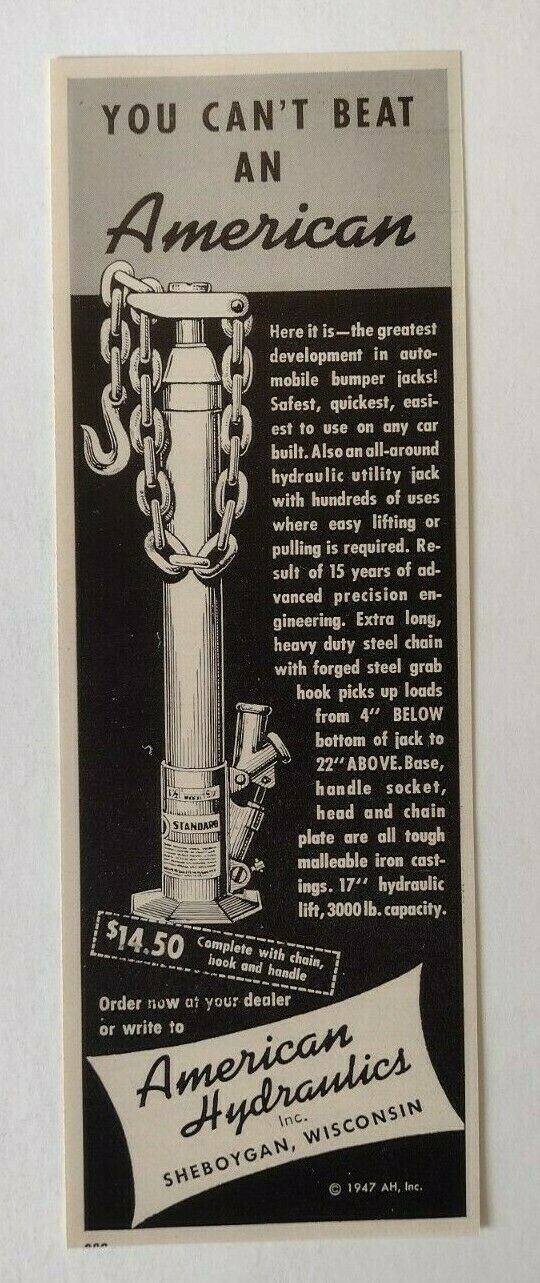 YOU CAN'T BEAT
AN
American
Here it is—the greatest
development in auto-
mobile bumper jacks!
Safest, quickest, easi-
est to use on any car
built. Also an all-around
hydraulic utility jack
with hundreds of uses
where easy lifting or
pulling is required. Re-
sult of 15 years of ad-
vanced precision en-
gineering. Extra long,
heavy duty steel chain
with forged steel grab
hook picks up loads
from 4" BELOW
bottom of jack to
22" ABOVE. Base,
handle socket,
head and chain
plate are all tough
malleable iron cast-
ings. 17" hydraulic
lift, 3000 lb. capacity.
1½
STANDARD
$14.50 Complete with chain,
hook and handle
Order now at your dealer
or write to
American
Hydraulics
Inc.
SHEBOYGAN, WISCONSIN
© 1947 AH, Inc.